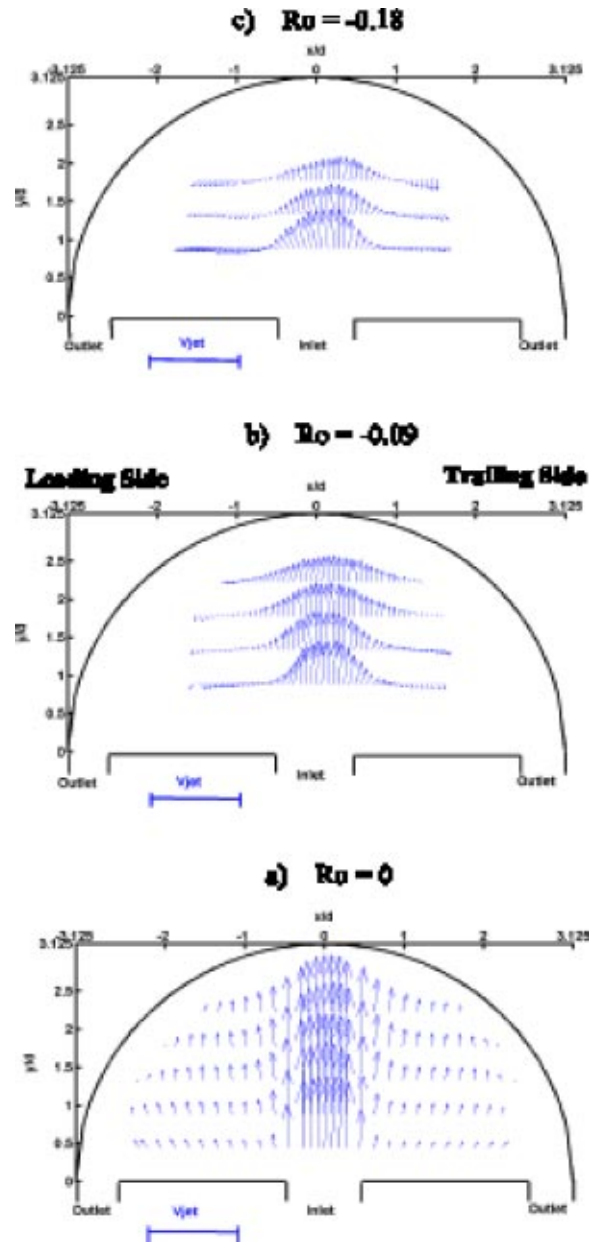 c) Ro = -0.18
x/d
-3.125 -2 -1 0 1 2 3.125
3.125
2.5
2
1.5
y/d
1
0.5
0
Outlet Inlet Outlet
Vjet
b) Ro = -0.09
Leading Side Trailing Side
x/d
-3.125 -2 -1 0 1 2 3.125
3.125
2.5
2
1.5
y/d
1
0.5
0
Outlet Inlet Outlet
Vjet
a) Ro = 0
x/d
-3.125 -2 -1 0 1 2 3.125
3.125
2.5
2
1.5
y/d
1
0.5
0
Outlet Vjet Inlet Outlet